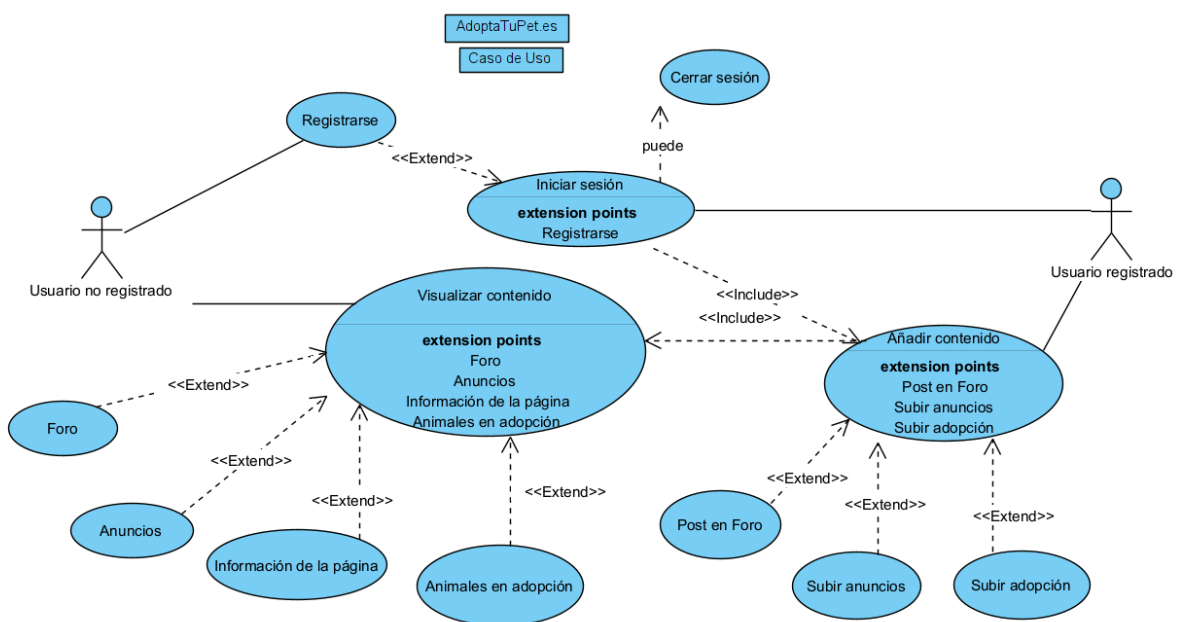 AdoptaTuPet.es
Caso de Uso
Cerrar sesión
Registrarse
puede
<<Extend>>
Iniciar sesión
extension points
Registrarse
Usuario no registrado
Usuario registrado
<<Include>>
<<Include>>
Visualizar contenido
extension points
Foro
Anuncios
Información de la página
Animales en adopción
Añadir contenido
extension points
Post en Foro
Subir anuncios
Subir adopción
<<Extend>>
Foro
<<Extend>>
Anuncios
<<Extend>>
Información de la página
<<Extend>>
Animales en adopción
<<Extend>>
Post en Foro
<<Extend>>
Subir anuncios
<<Extend>>
Subir adopción